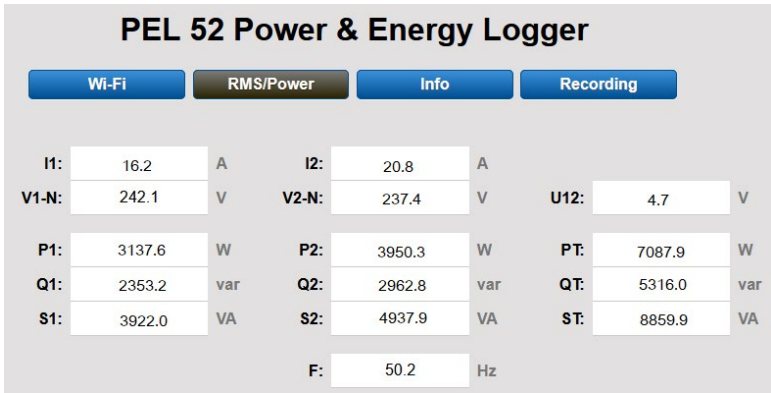 PEL 52 Power & Energy Logger
Wi-Fi RMS/Power Info Recording
I1: 16.2 A I2: 20.8 A
V1-N: 242.1 V V2-N: 237.4 V U12: 4.7 V
P1: 3137.6 W P2: 3950.3 W PT: 7087.9 W
Q1: 2353.2 var Q2: 2962.8 var QT: 5316.0 var
S1: 3922.0 VA S2: 4937.9 VA ST: 8859.9 VA
F: 50.2 Hz